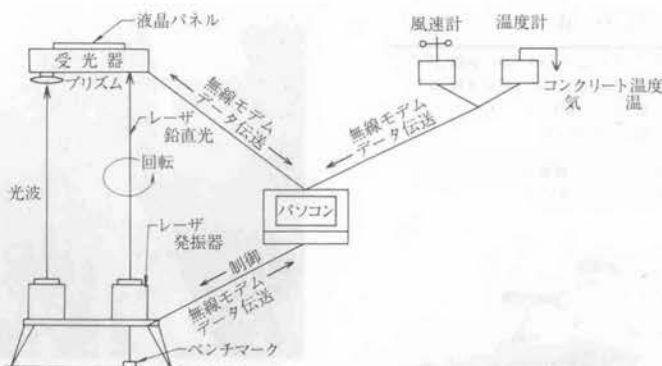 液晶パネル
受光器
プリズム
無線モデム
データ伝送
レーザ
鉛直光
回転
光波
レーザ
発振器
ベンチマーク
風速計
温度計
コンクリート温度
気温
無線モデム
データ伝送
パソコン
制御
無線モデム
データ伝送